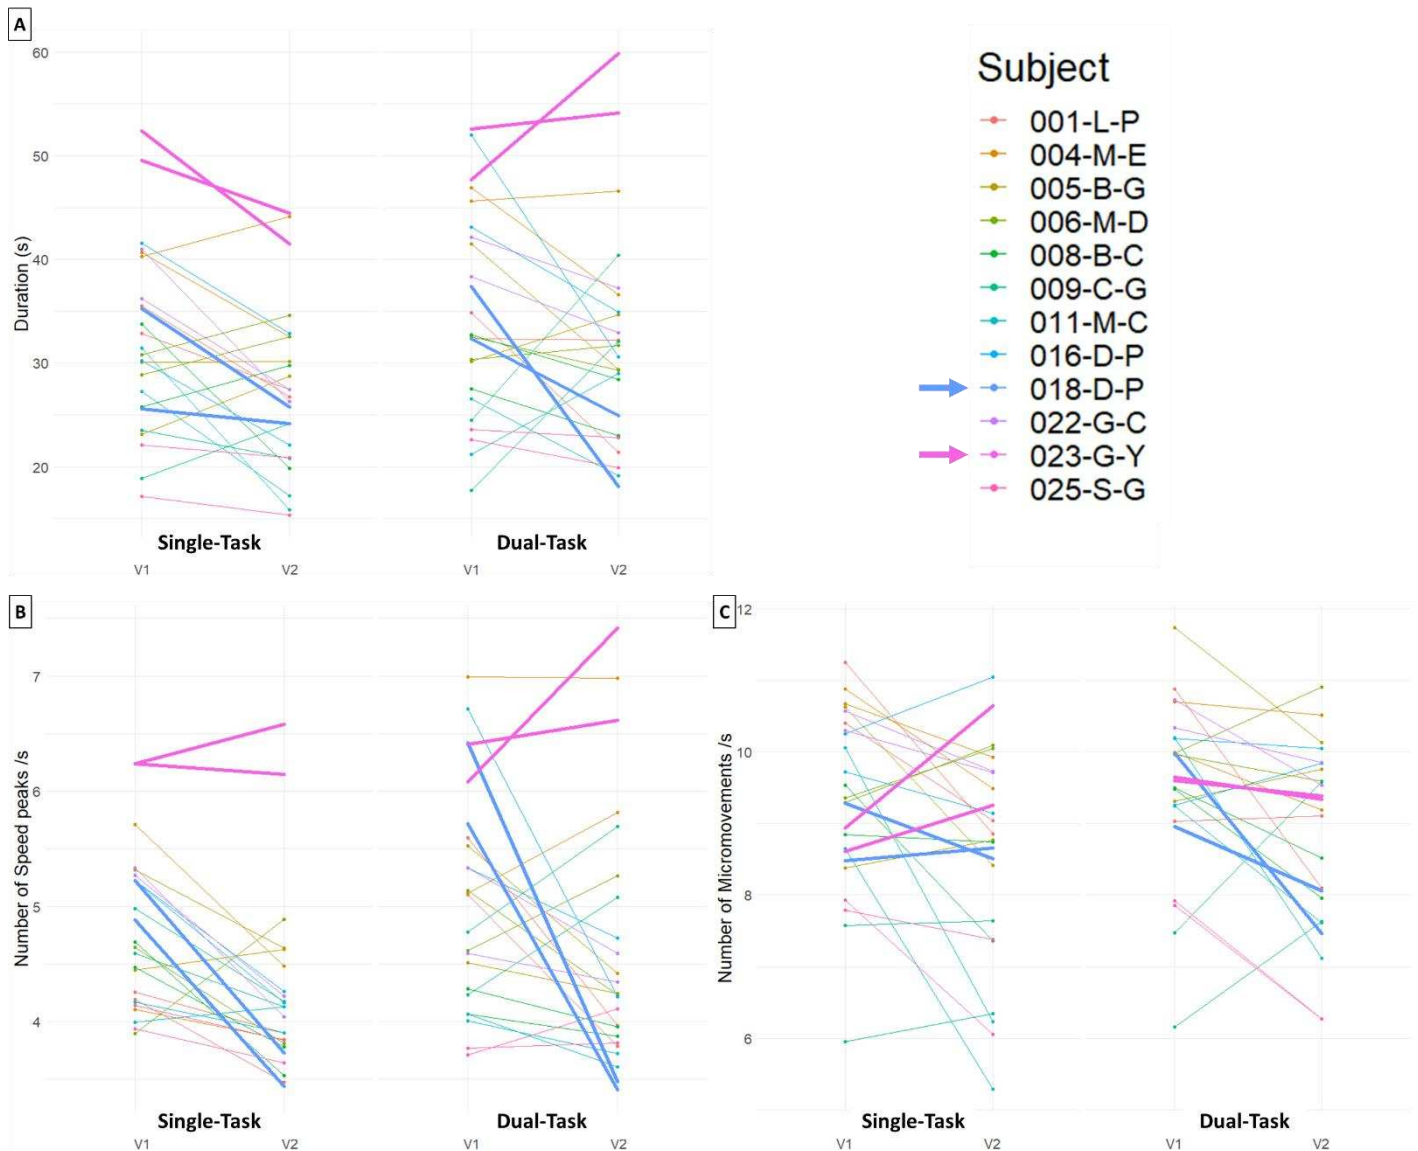 A
Duration (s)
60
50
40
30
20
Single-Task
Dual-Task
V1
V2
V1
V2
Subject
001-L-P
004-M-E
005-B-G
006-M-D
008-B-C
009-C-G
011-M-C
016-D-P
018-D-P
022-G-C
023-G-Y
025-S-G
B
Number of Speed peaks /s
7
6
5
4
Single-Task
Dual-Task
V1
V2
V1
V2
C
Nnmber of Micromovements /s
12
10
8
6
Single-Task
Dual-Task
V1
V2
V1
V2